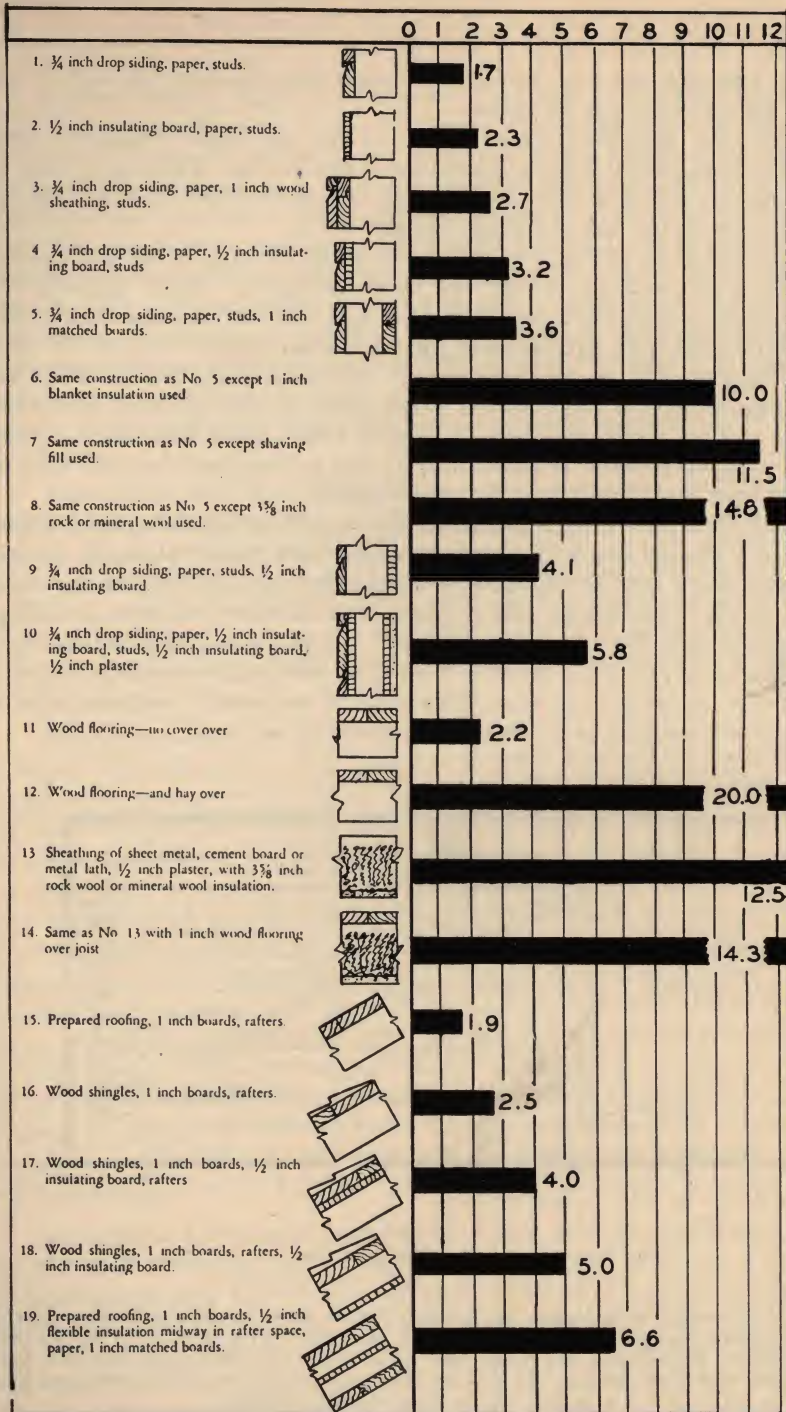 0 1 2 3 4 5 6 7 8 9 10 11 12
1. ¾ inch drop siding, paper, studs.
1.7
2. ½ inch insulating board, paper, studs.
2.3
3. ¾ inch drop siding, paper, 1 inch wood
sheathing, studs.
2.7
4 ¾ inch drop siding, paper, ½ inch insulat-
ing board, studs
3.2
5. ¾ inch drop siding, paper, studs, 1 inch
matched boards.
3.6
6. Same construction as No 5 except 1 inch
blanket insulation used
10.0
7 Same construction as No 5 except shaving
fill used.
11.5
8. Same construction as No 5 except 3⅝ inch
rock or mineral wool used.
14.8
9 ¾ inch drop siding, paper, studs, ½ inch
insulating board
4.1
10 ¾ inch drop siding, paper, ½ inch insulat-
ing board, studs, ½ inch insulating board,
½ inch plaster
5.8
11 Wood flooring—no cover over
2.2
12. Wood flooring—and hay over
20.0
13 Sheathing of sheet metal, cement board or
metal lath, ½ inch plaster, with 3⅝ inch
rock wool or mineral wool insulation.
12.5
14. Same as No 13 with 1 inch wood flooring
over joist
14.3
15. Prepared roofing, 1 inch boards, rafters
1.9
16. Wood shingles, 1 inch boards, rafters.
2.5
17. Wood shingles, 1 inch boards, ½ inch
insulating board, rafters
4.0
18. Wood shingles, 1 inch boards, rafters, ½
inch insulating board.
5.0
19. Prepared roofing, 1 inch boards, ½ inch
flexible insulation midway in rafter space,
paper, 1 inch matched boards.
6.6